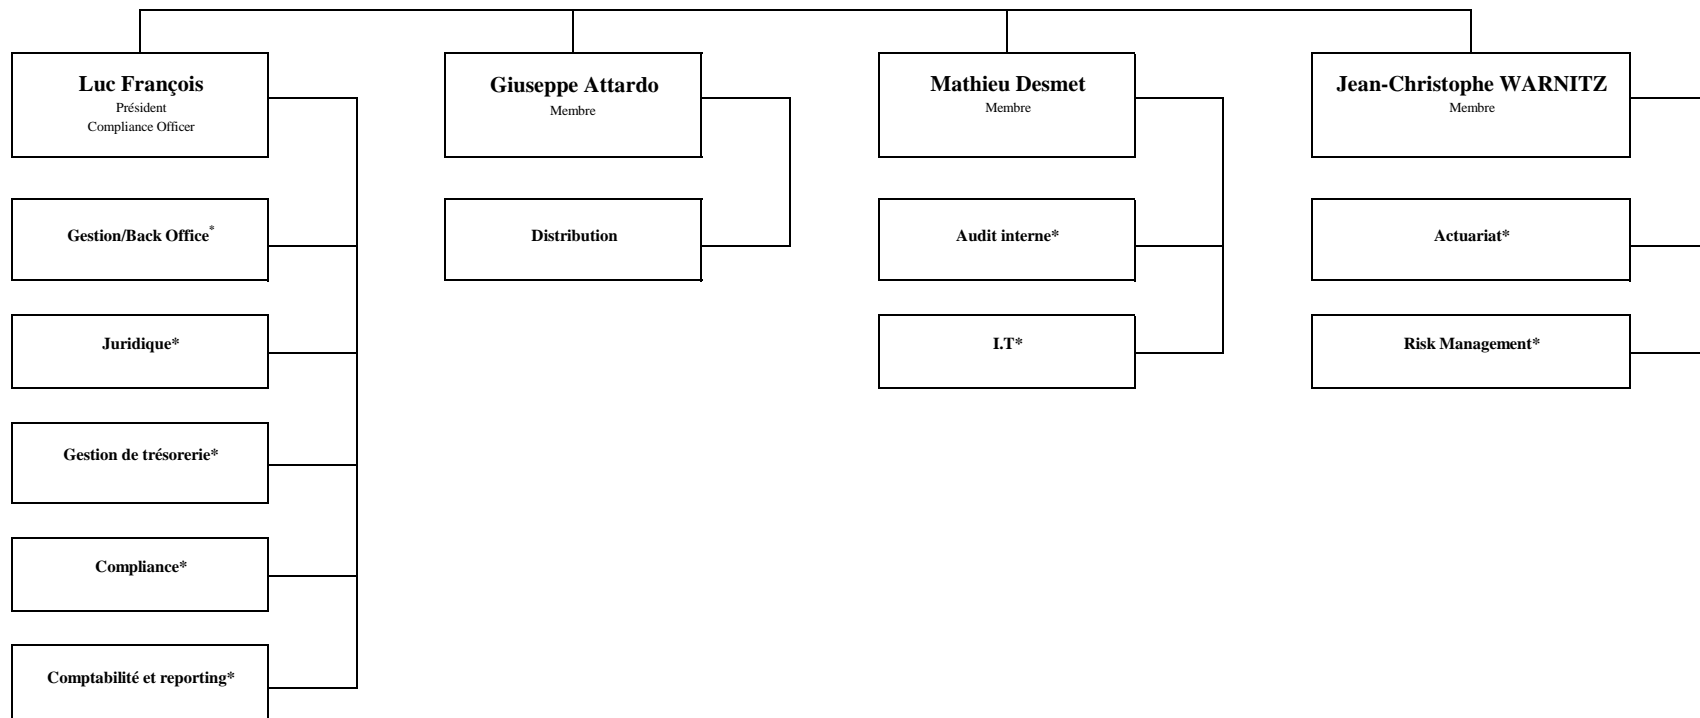 Luc François
Président
Compliance Officer
Giuseppe Attardo
Membre
Mathieu Desmet
Membre
Jean-Christophe WARNITZ
Membre
Gestion/Back Office*
Distribution
Audit interne*
Actuariat*
Juridique*
I.T*
Risk Management*
Gestion de trésorerie*
Compliance*
Comptabilité et reporting*